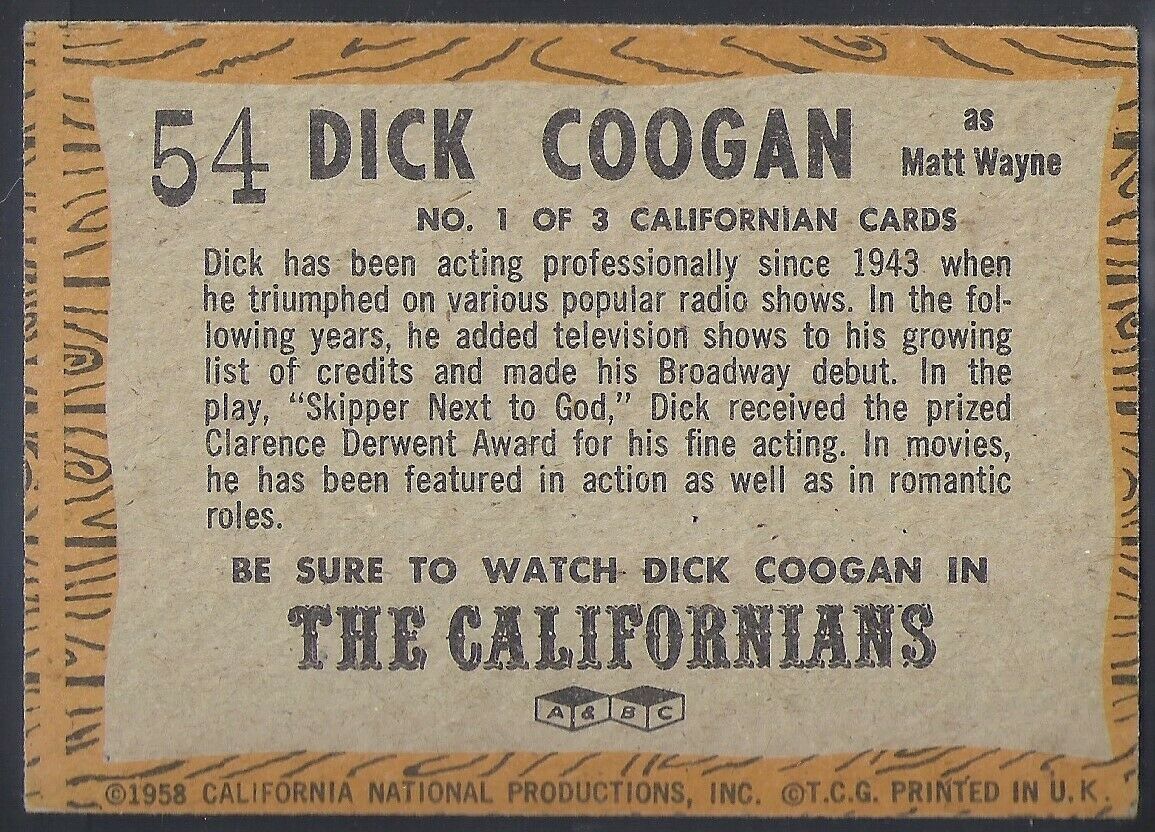 54 DICK COOGAN as
Matt Wayne
NO. 1 OF 3 CALIFORNIAN CARDS
Dick has been acting professionally since 1943 when
he triumphed on various popular radio shows. In the fol-
lowing years, he added television shows to his growing
list of credits and made his Broadway debut. In the
play, “Skipper Next to God,” Dick received the prized
Clarence Derwent Award for his fine acting. In movies,
he has been featured in action as well as in romantic
roles.
BE SURE TO WATCH DICK COOGAN IN
THE CALIFORNIANS
A & B C
©1958 CALIFORNIA NATIONAL PRODUCTIONS, INC. ©T.C.G. PRINTED IN U.K.